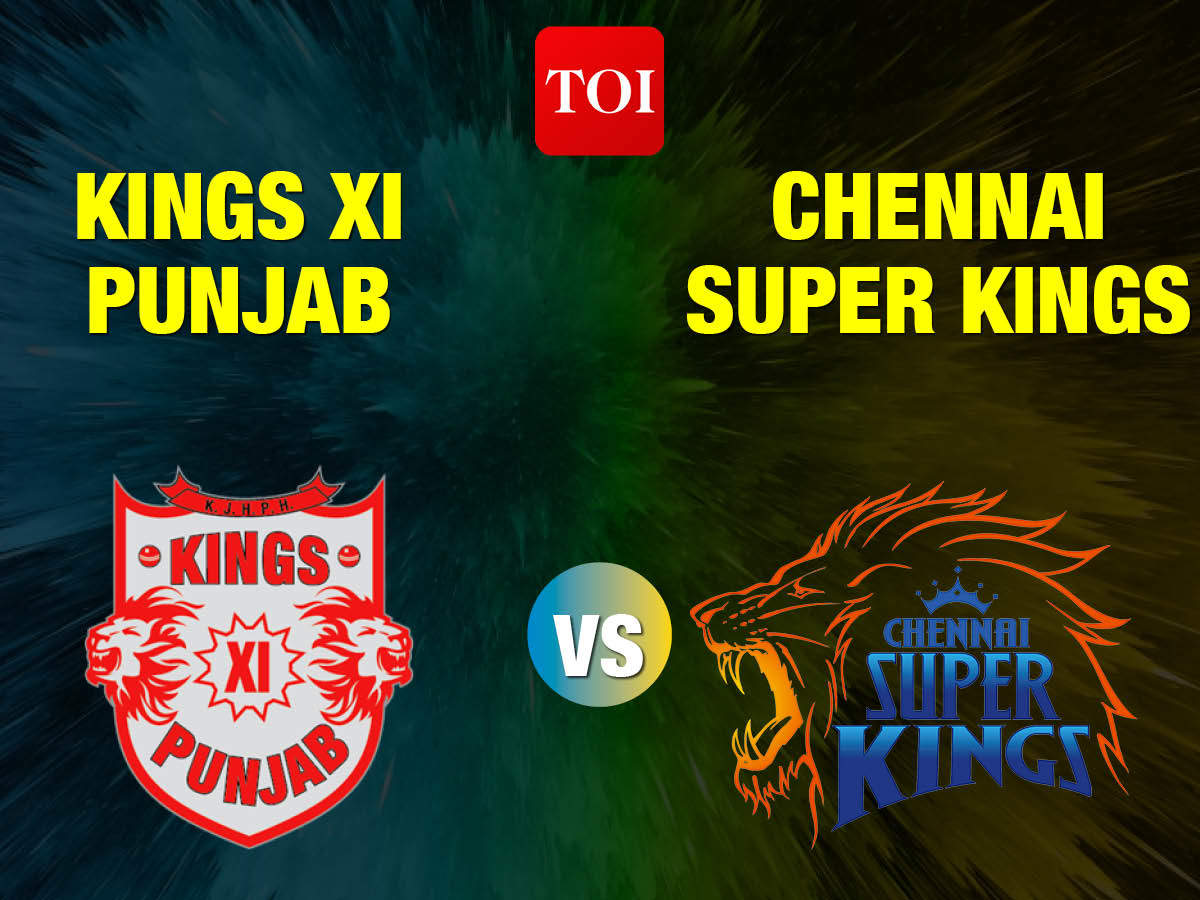 TOI
KINGS XI
PUNJAB
CHENNAI
SUPER KINGS
K.J.H.P.H.
KINGS
XI
PUNJAB
VS
CHENNAI
SUPER
KINGS